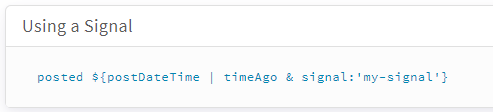 Using a Signal
posted ${postDateTime | timeAgo & signal:'my-signal'}